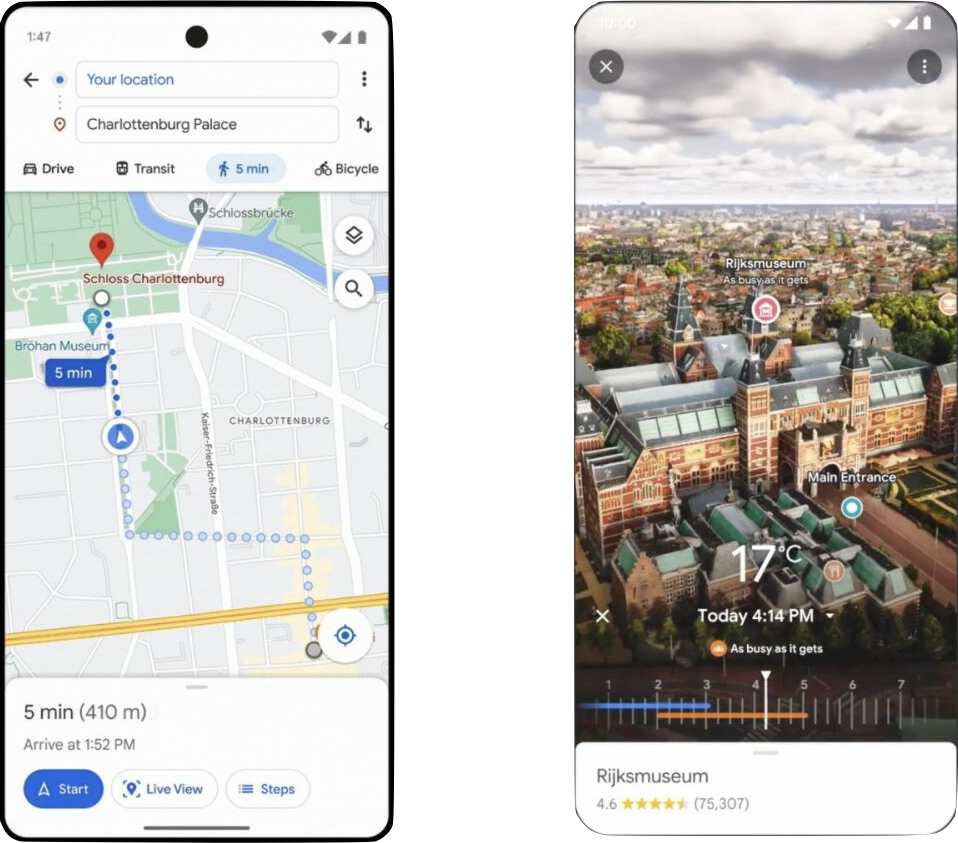 1:47
Your location
Charlottenburg Palace
Drive
Transit
5 min
Bicycle
Schlossbrücke
Schloss Charlottenburg
Bröhan Museum
5 min
CHARLOTTENBURG
Kaiser-Friedrich-Straße
5 min (410 m)
Arrive at 1:52 PM
Start
Live View
Steps
10:00
Rijksmuseum
As busy as it gets
Main Entrance
17°C
Today 4:14 PM
As busy as it gets
1 2 3 4 5 6 7
Rijksmuseum
4.6 (75,307)